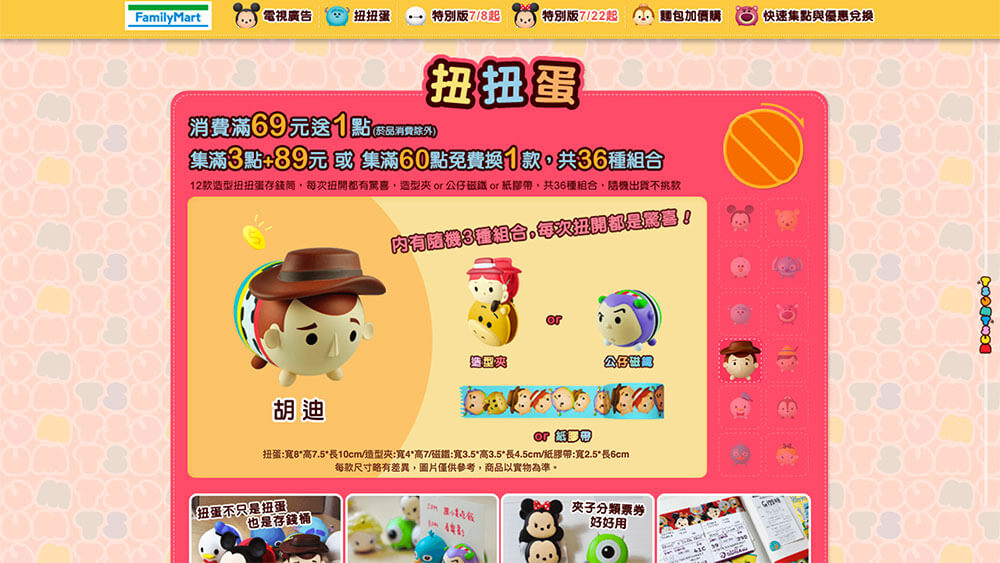 FamilyMart
電視廣告
扭扭蛋
特別版7/8起
特別版7/22起
麵包加價購
快速集點與優惠兌換
扭扭蛋
消費滿69元送1點(菸品消費除外)
集滿3點+89元 或 集滿60點免費換1款，共36種組合
12款造型扭扭蛋存錢筒，每次扭開都有驚喜，造型夾 or 公仔磁鐵 or 紙膠帶，共36種組合，隨機出貨不挑款
內有隨機3種組合，每次扭開都是驚喜！
or
造型夾
公仔磁鐵
胡迪
or 紙膠帶
扭蛋:寬8*高7.5*長10cm/造型夾:寬4*高7/磁鐵:寬3.5*高3.5*長4.5cm/紙膠帶:寬2.5*長6cm
每款尺寸略有差異，圖片僅供參考，商品以實物為準。
扭蛋不只是扭蛋
也是存錢桶
夾子分類票券
好好用